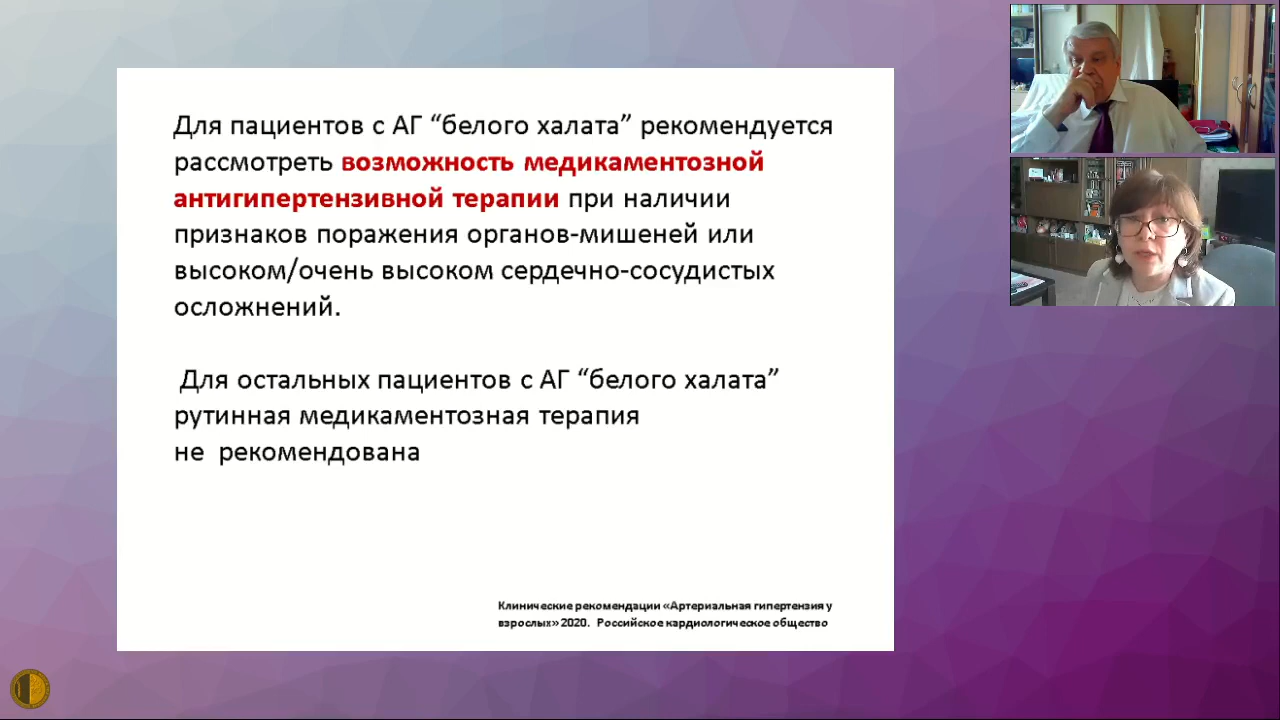 Для пациентов с АГ “белого халата” рекомендуется
рассмотреть возможность медикаментозной
антигипертензивной терапии при наличии
признаков поражения органов-мишеней или
высоком/очень высоком сердечно-сосудистых
осложнений.
Для остальных пациентов с АГ “белого халата”
рутинная медикаментозная терапия
не рекомендована
Клинические рекомендации «Артериальная гипертензия у
взрослых» 2020. Российское кардиологическое общество